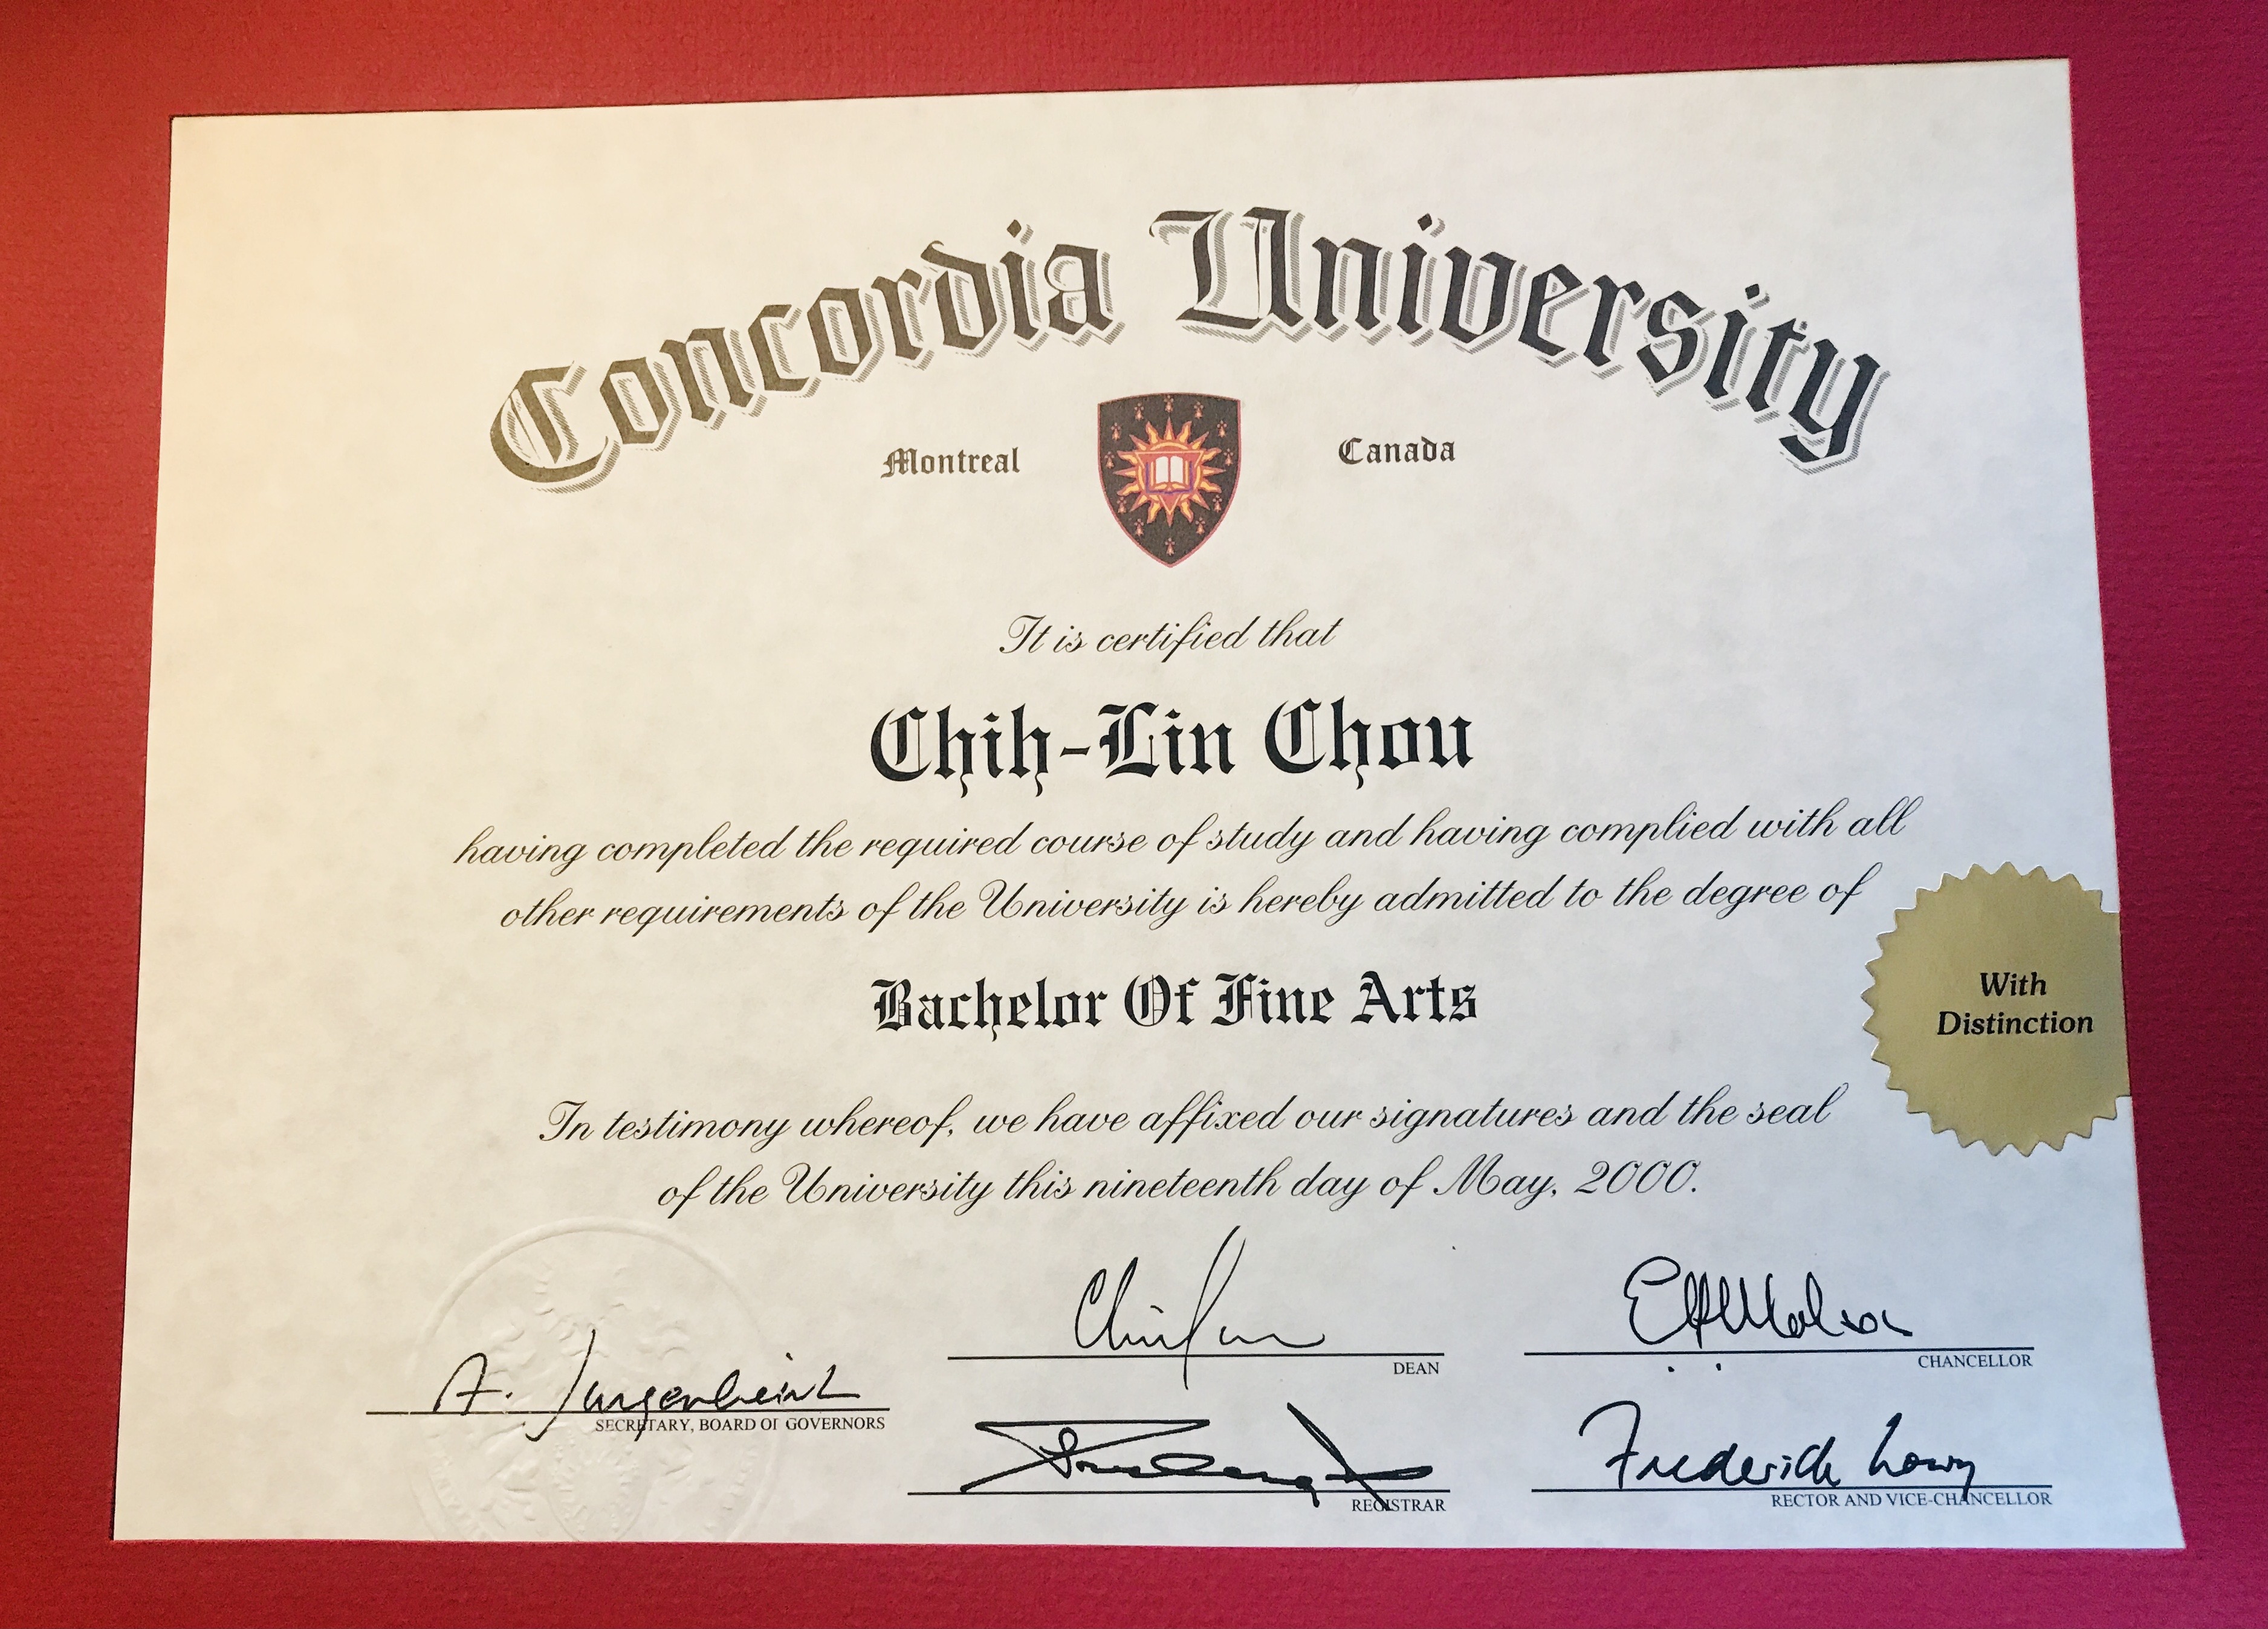 Concordia University
Montreal Canada
It is certified that
Chih-Lin Chou
having completed the required course of study and having complied with all
other requirements of the University is hereby admitted to the degree of
Bachelor Of Fine Arts
With
Distinction
In testimony whereof, we have affixed our signatures and the seal
of the University this nineteenth day of May, 2000.
DEAN
CHANCELLOR
A.
SECRETARY, BOARD OF GOVERNORS
REGISTRAR
Frederick Lowy
RECTOR AND VICE-CHANCELLOR